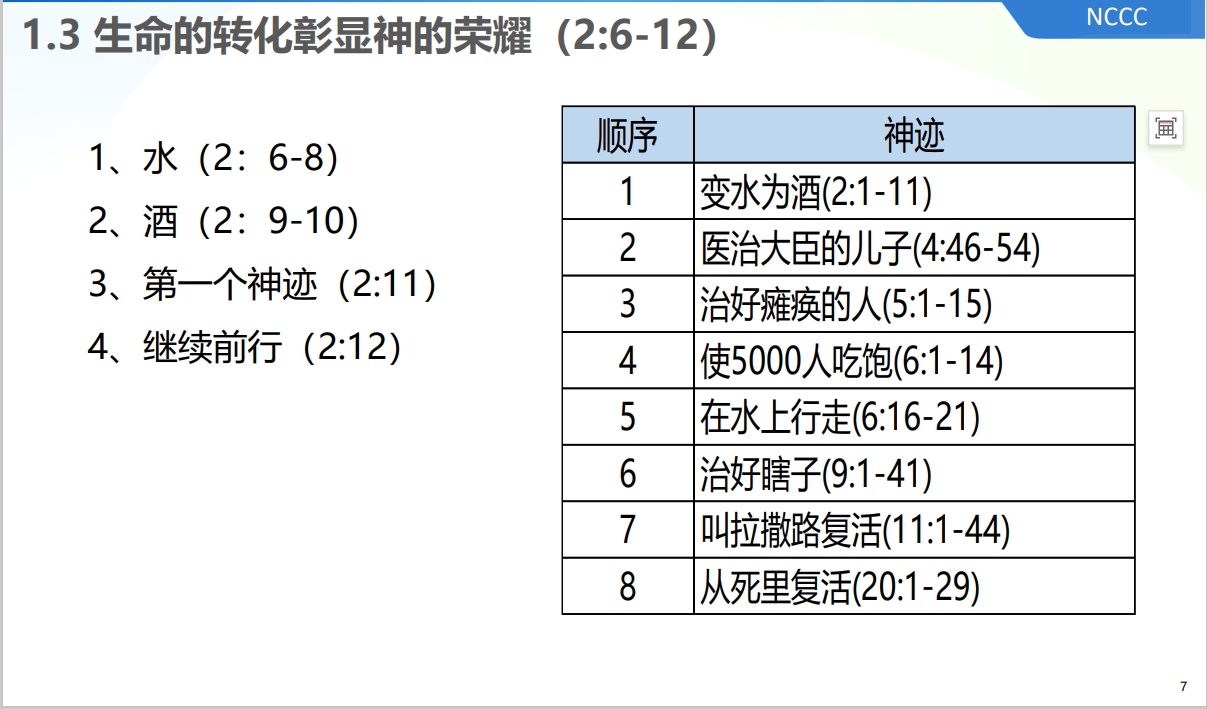 1.3 生命的转化彰显神的荣耀（2:6-12）
NCCC
1、水（2：6-8）
2、酒（2：9-10）
3、第一个神迹（2:11）
4、继续前行（2:12）
顺序 神迹
1 变水为酒(2:1-11)
2 医治大臣的儿子(4:46-54)
3 治好瘫痪的人(5:1-15)
4 使5000人吃饱(6:1-14)
5 在水上行走(6:16-21)
6 治好瞎子(9:1-41)
7 叫拉撒路复活(11:1-44)
8 从死里复活(20:1-29)
7